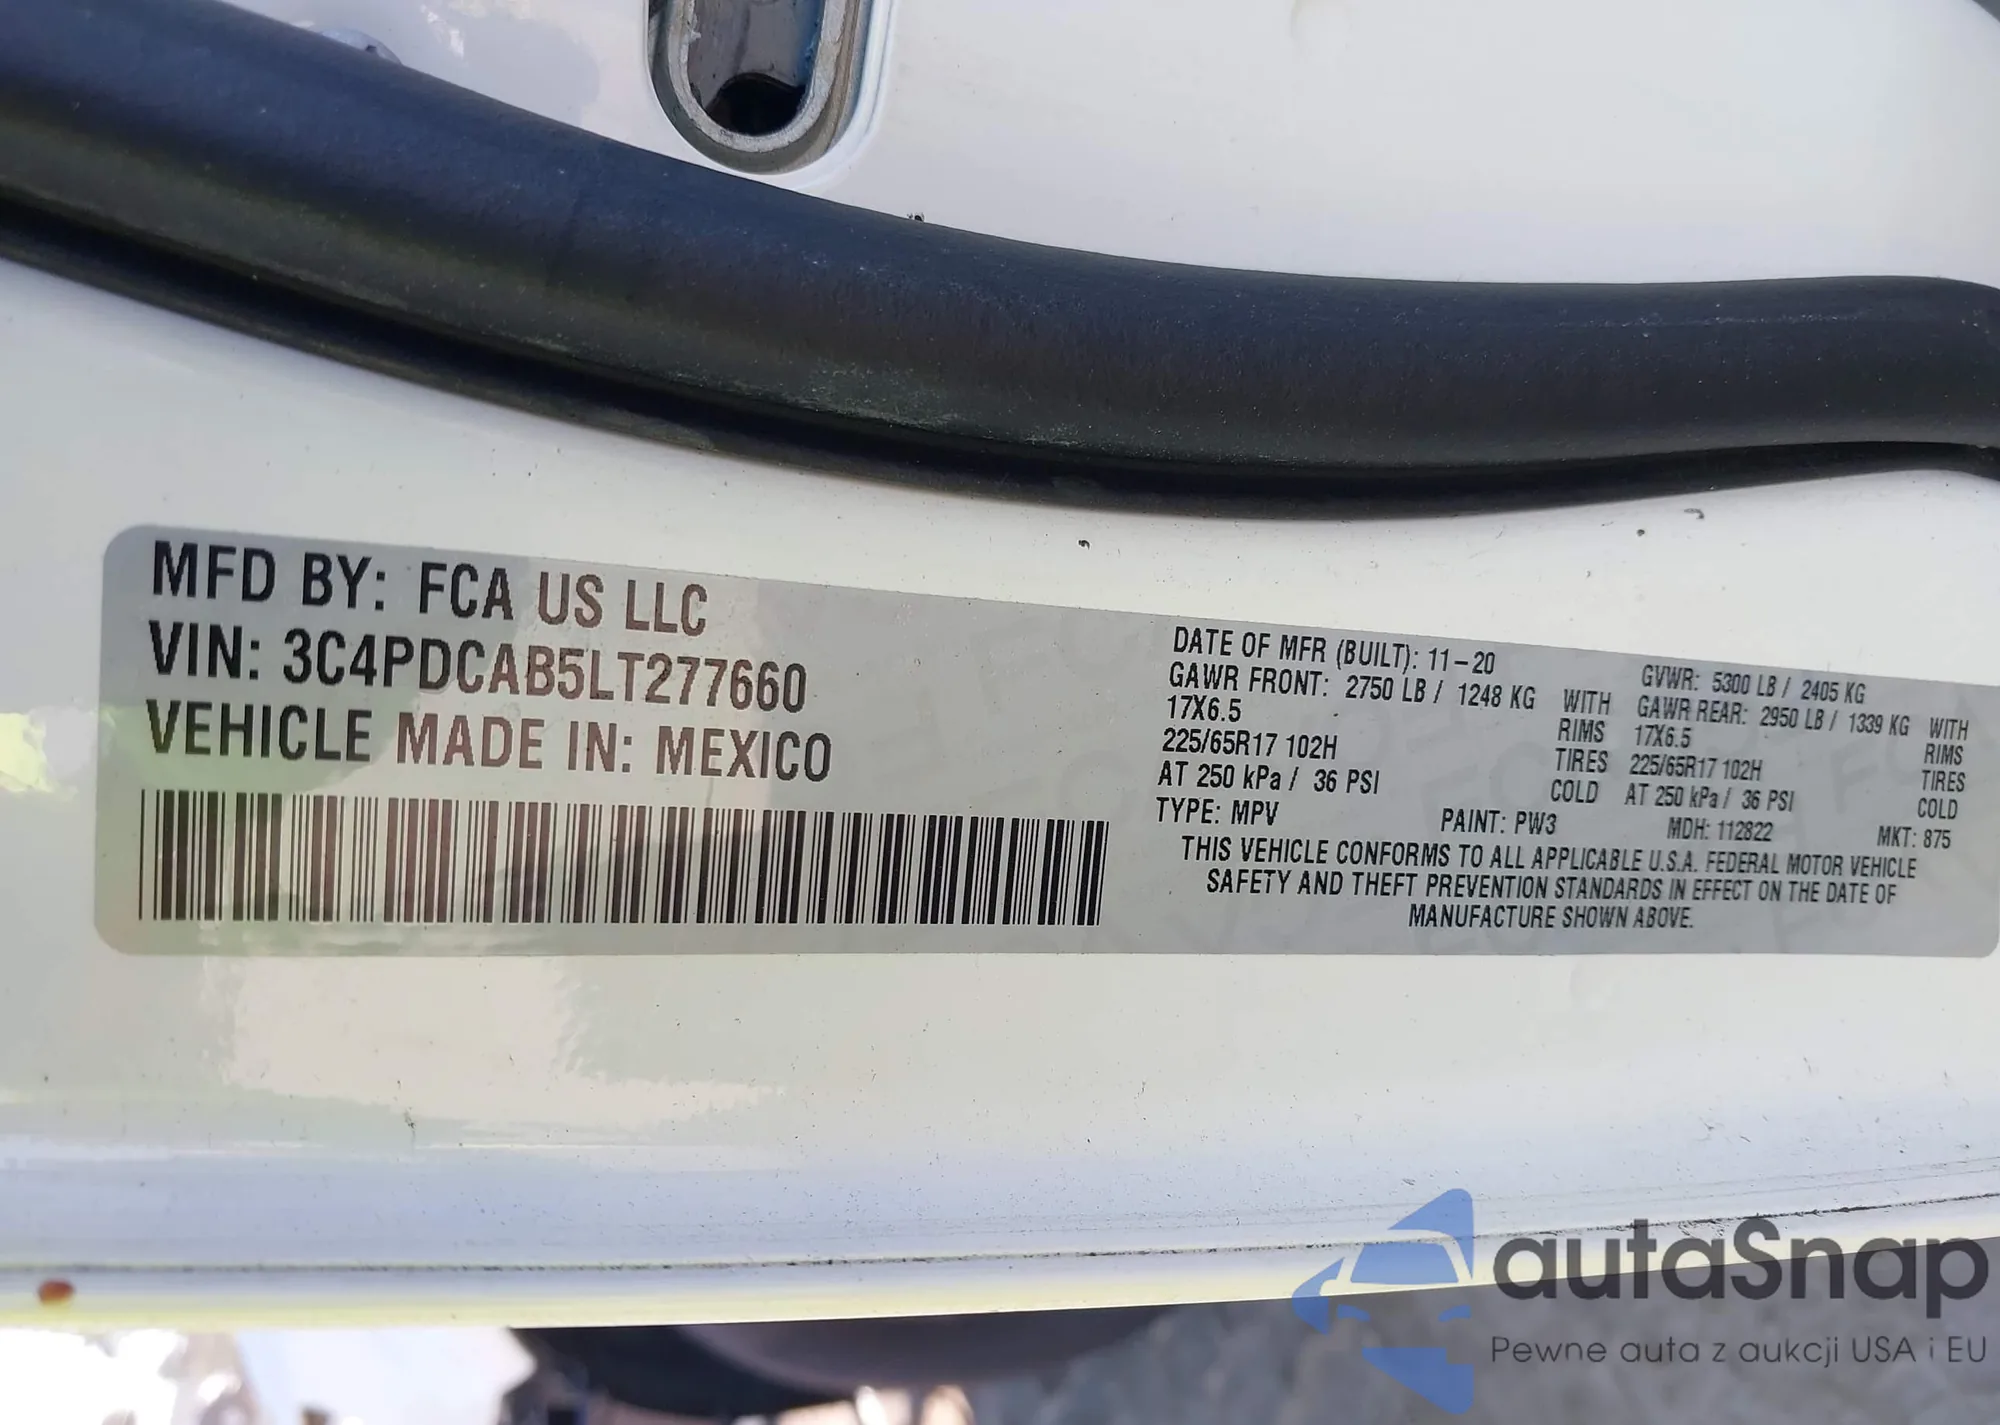 MFD BY: FCA US LLC
VIN: 3C4PDCAB5LT277660
VEHICLE MADE IN: MEXICO
DATE OF MFR (BUILT): 11-20 GVWR: 5300 LB / 2405 KG
GAWR FRONT: 2750 LB / 1248 KG WITH GAWR REAR: 2950 LB / 1339 KG WITH
17X6.5 RIMS 17X6.5 RIMS
225/65R17 102H TIRES 225/65R17 102H TIRES
AT 250 kPa / 36 PSI COLD AT 250 kPa / 36 PSI COLD
TYPE: MPV PAINT: PW3 MDH: 112822 MKT: 875
THIS VEHICLE CONFORMS TO ALL APPLICABLE U.S.A. FEDERAL MOTOR VEHICLE
SAFETY AND THEFT PREVENTION STANDARDS IN EFFECT ON THE DATE OF
MANUFACTURE SHOWN ABOVE.
autaSnap
Pewne auta z aukcji USA i EU